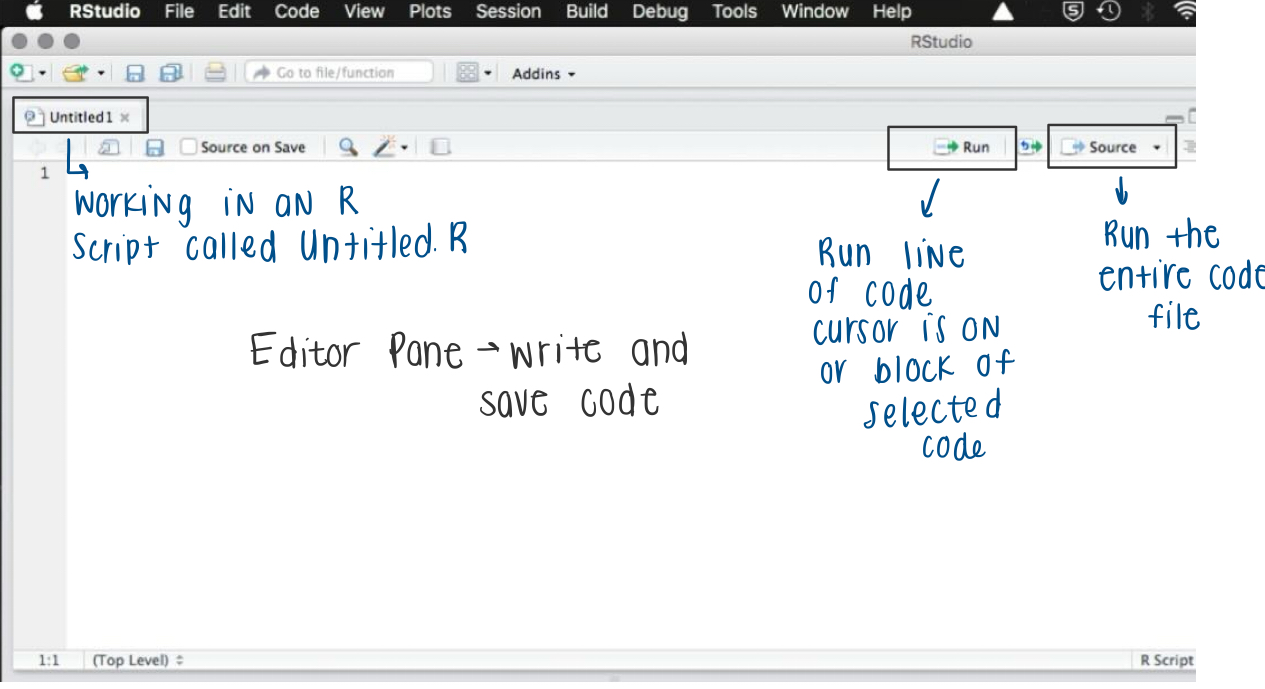 RStudio File Edit Code View Plots Session Build Debug Tools Window Help
RStudio
Go to file/function Addins
Untitled1 ×
Source on Save Run Source
1
Working in an R
Script called Untitled.R
Run line
of code
cursor is on
or block of
selected
code
Run the
entire code
file
Editor Pane → write and
save code
1:1 (Top Level) R Script